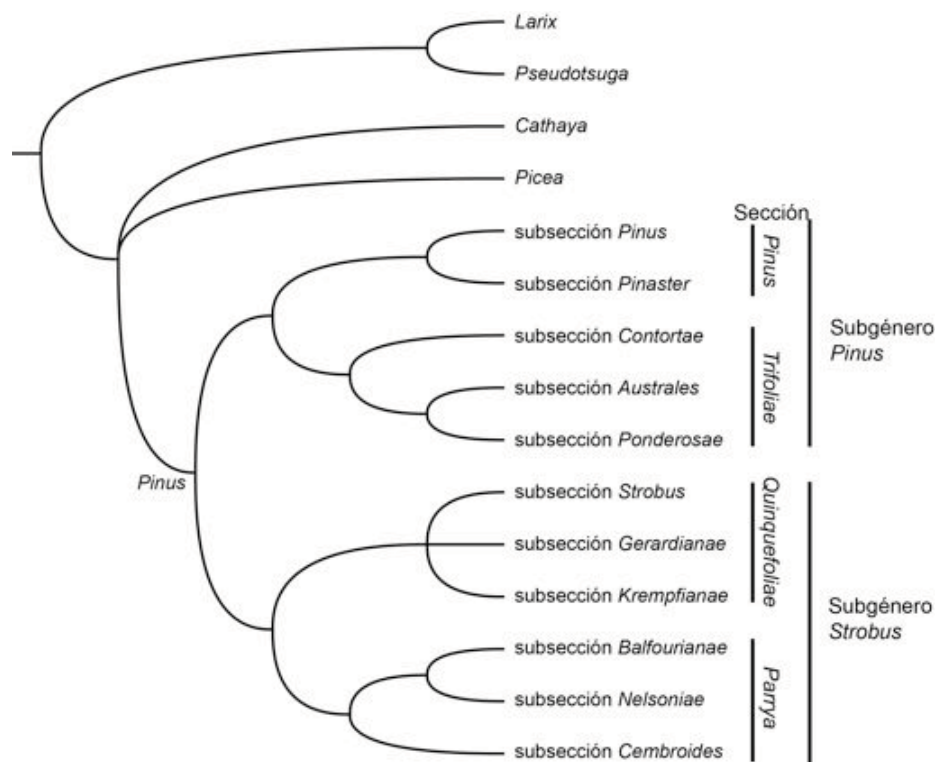 Larix
Pseudotsuga
Cathaya
Picea
Sección
subsección Pinus
subsección Pinaster
Pinus
subsección Contortae
subsección Australes
subsección Ponderosae
Trifoliae
Subgénero
Pinus
Pinus
subsección Strobus
subsección Gerardianae
subsección Krempfianae
Quinquefoliae
subsección Balfourianae
subsección Nelsoniae
subsección Cembroides
Parrya
Subgénero
Strobus